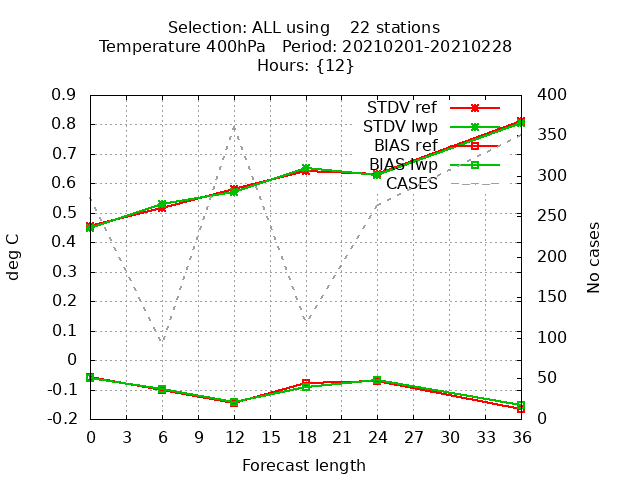 Selection: ALL using 22 stations
Temperature 400hPa Period: 20210201-20210228
Hours: {12}
0.9
0.8
0.7
0.6
0.5
0.4
0.3
0.2
0.1
0
-0.1
-0.2
deg C
STDV ref
STDV lwp
BIAS ref
BIAS lwp
CASES
400
350
300
250
200
150
100
50
0
No cases
0 3 6 9 12 15 18 21 24 27 30 33 36
Forecast length